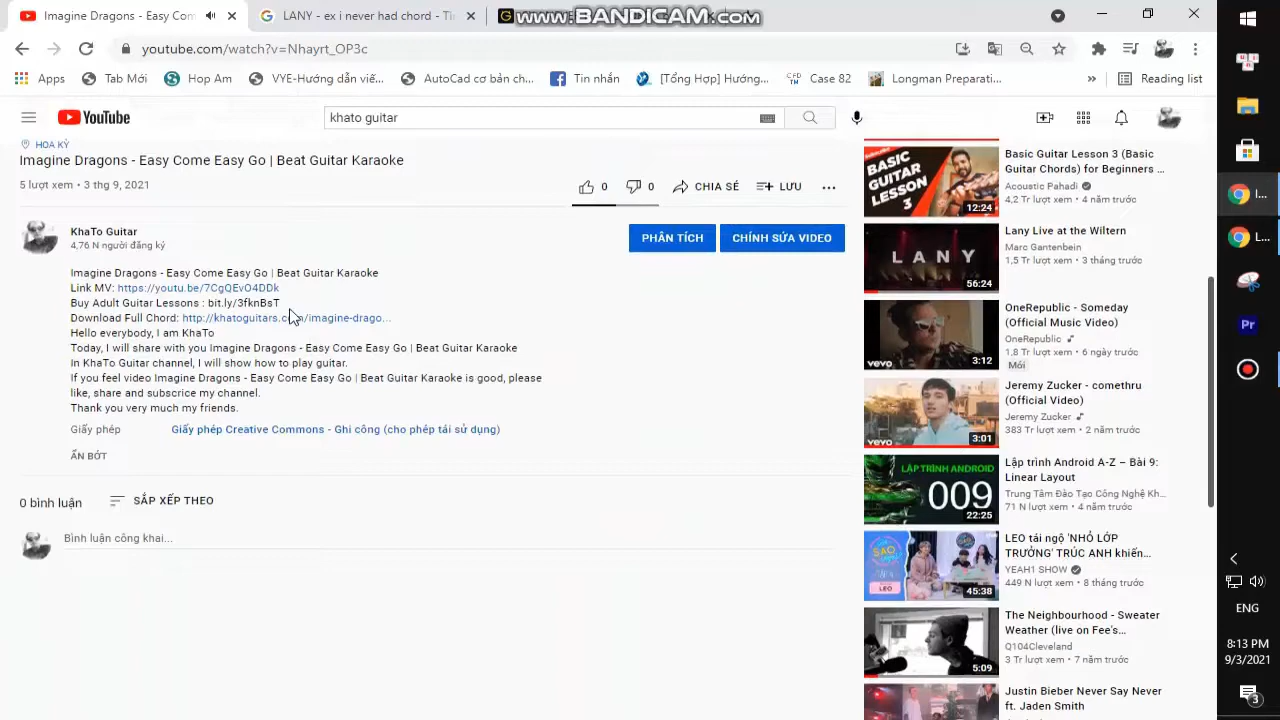 Imagine Dragons - Easy Com
LANY - ex i never had chord - Th
www.BANDICAM.com
youtube.com/watch?v=Nhayrt_OP3c
Apps
Tab Mới
Hop Am
VYE-Hướng dẫn viế...
AutoCad cơ bản ch...
Tin nhắn
[Tổng Hợp] Hướng...
Case 82
Longman Preparati...
»
Reading list
YouTube
khato guitar
HOA KỲ
Imagine Dragons - Easy Come Easy Go | Beat Guitar Karaoke
5 lượt xem • 3 thg 9, 2021
0
0
CHIA SẺ
LƯU
KhaTo Guitar
4,76 N người đăng ký
PHÂN TÍCH
CHỈNH SỬA VIDEO
Imagine Dragons - Easy Come Easy Go | Beat Guitar Karaoke
Link MV: https://youtu.be/7CgQEvO4DDk
Buy Adult Guitar Lessons : bit.ly/3fknBsT
Download Full Chord: http://khatoguitars.c /imagine-drago...
Hello everybody, I am KhaTo
Today, I will share with you Imagine Dragons - Easy Come Easy Go | Beat Guitar Karaoke
In KhaTo Guitar channel, I will show how to play guitar.
If you feel video Imagine Dragons - Easy Come Easy Go | Beat Guitar Karaoke is good, please
like, share and subscrice my channel.
Thank you very much my friends.
Giấy phép
Giấy phép Creative Commons - Ghi công (cho phép tái sử dụng)
ẨN BỚT
0 bình luận
SẮP XẾP THEO
Bình luận công khai...
BASIC
GUITAR
LESSON
3
12:24
Basic Guitar Lesson 3 (Basic
Guitar Chords) for Beginners ...
Acoustic Pahadi
4,2 Tr lượt xem • 4 năm trước
LANY
56:24
Lany Live at the Wiltern
Marc Gantenbein
1,5 Tr lượt xem • 3 tháng trước
vevo
3:12
OneRepublic - Someday
(Official Music Video)
OneRepublic
1,8 Tr lượt xem • 6 ngày trước
Mới
vevo
3:01
Jeremy Zucker - comethru
(Official Video)
Jeremy Zucker
383 Tr lượt xem • 2 năm trước
LẬP TRÌNH ANDROID
009
22:25
Lập trình Android A-Z – Bài 9:
Linear Layout
Trung Tâm Đào Tạo Công Nghệ Kh...
71 N lượt xem • 4 năm trước
SAO
LEO
45:38
LEO tái ngộ 'NHỎ LỚP
TRƯỞNG' TRÚC ANH khiến...
YEAH1 SHOW
449 N lượt xem • 8 tháng trước
5:09
The Neighbourhood - Sweater
Weather (live on Fee's...
Q104Cleveland
3 Tr lượt xem • 7 năm trước
Justin Bieber Never Say Never
ft. Jaden Smith
I...
L...
Pr
ENG
8:13 PM
9/3/2021
3